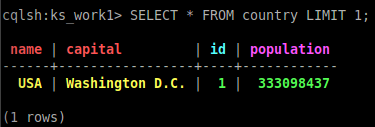 cqlsh:ks_work1> SELECT * FROM country LIMIT 1;
 name | capital         | id | population
------+-----------------+----+------------
  USA | Washington D.C. |  1 |  333098437
(1 rows)